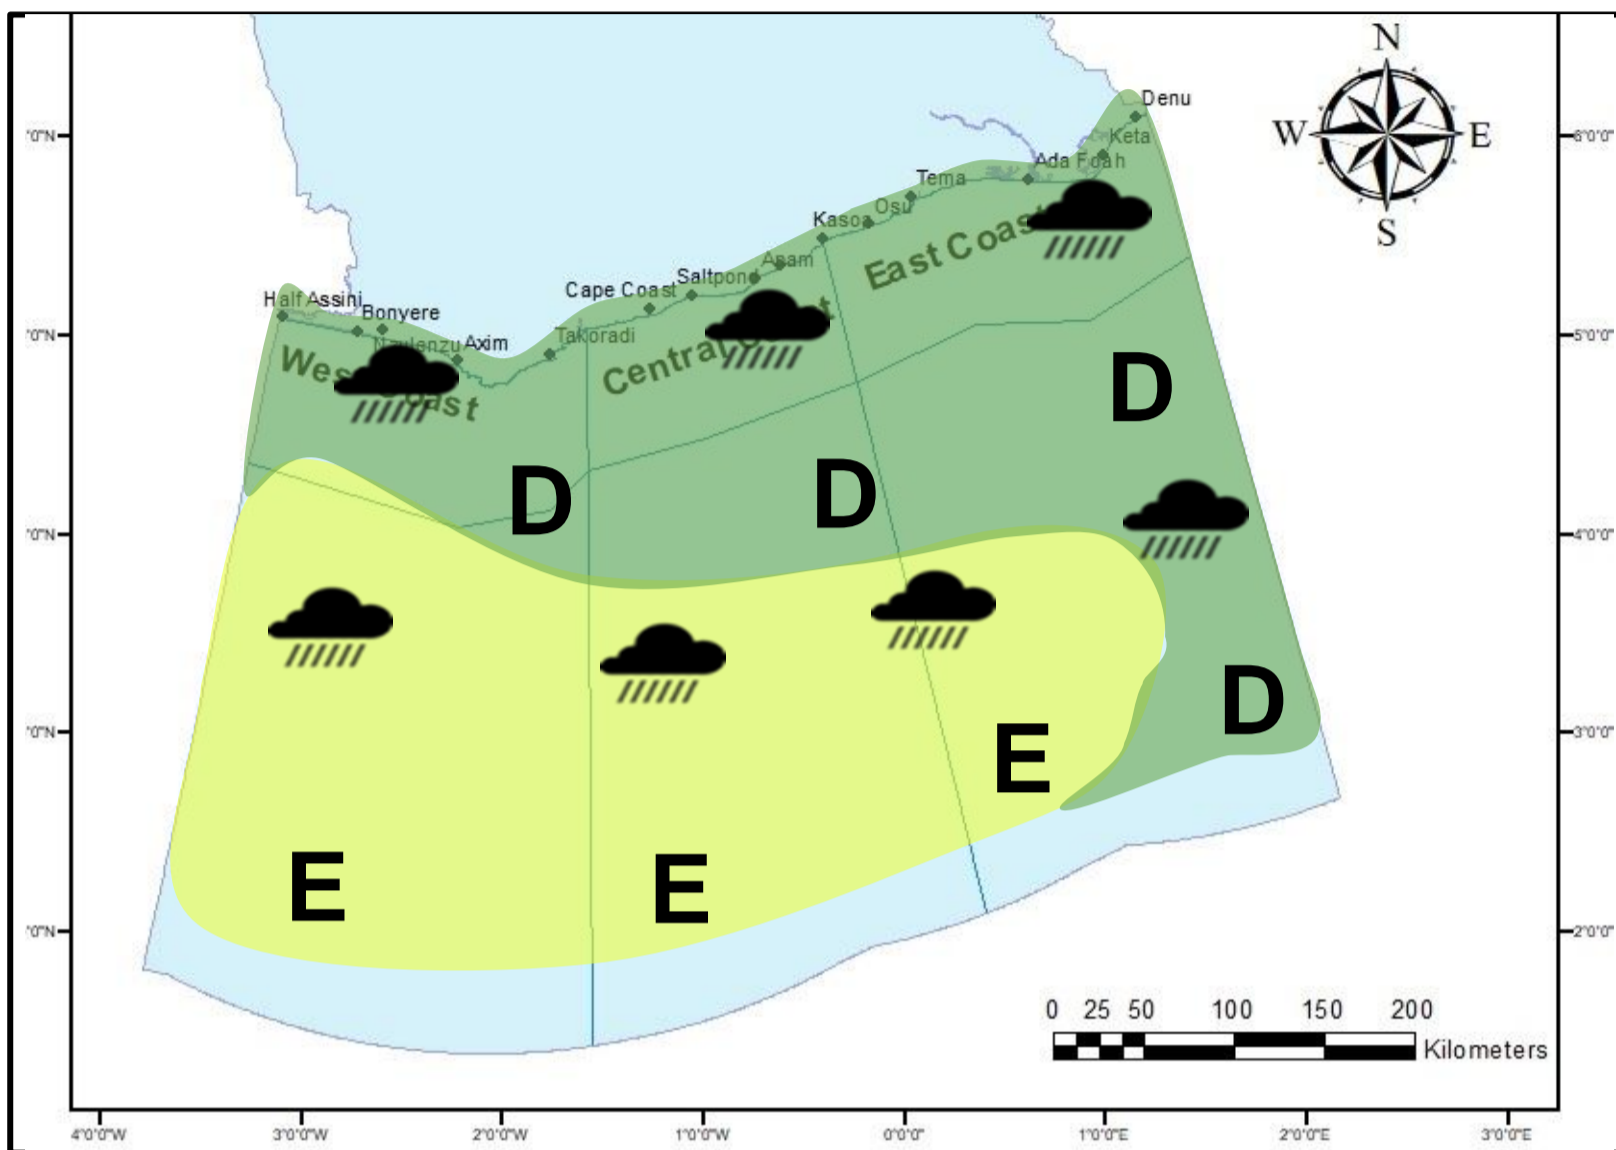 N
W E
S
Denu
Keta
Ada Foah
Tema
Osu
Kasoa
Apam
Saltpond
Cape Coast
Takoradi
Half Assini
Bonyere
Axim
East Coast
Central
West Coast
D
D
D
D
E
E
E
6°0'0"
5°0'0"
4°0'0"
3°0'0"
2°0'0"
0 25 50 100 150 200
Kilometers
4°0'0"W 3°0'0"W 2°0'0"W 1°0'0"W 0°0'0" 1°0'0"E 2°0'0"E 3°0'0"E